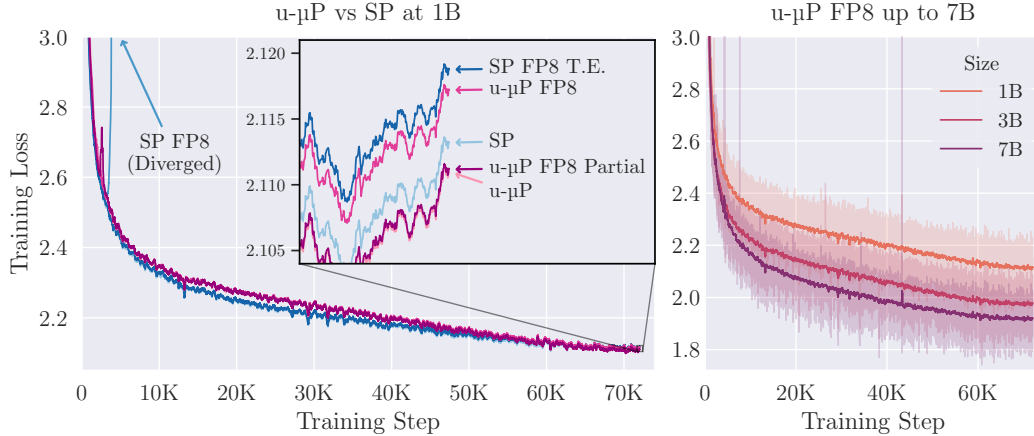 u-µP vs SP at 1B
Training Loss
3.0
2.8
2.6
2.4
2.2
0
10K
20K
30K
40K
50K
60K
70K
Training Step
SP FP8
(Diverged)
2.120
2.115
2.110
2.105
SP FP8 T.E.
u-µP FP8
SP
u-µP FP8 Partial
u-µP
u-µP FP8 up to 7B
3.0
2.8
2.6
2.4
2.2
2.0
1.8
0
20K
40K
60K
Training Step
Size
1B
3B
7B